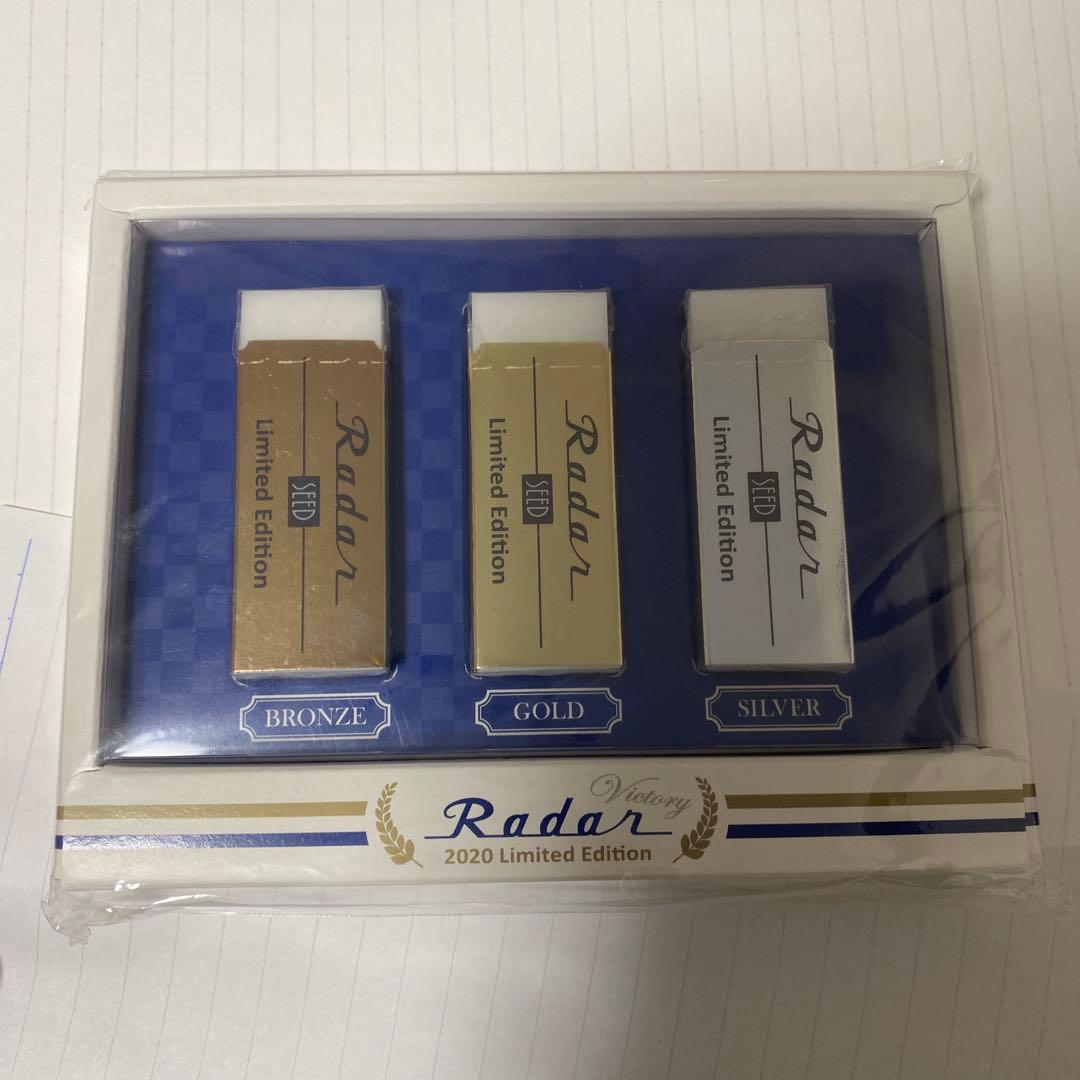 Radar
SEED
Limited Edition
Radar
SEED
Limited Edition
Radar
SEED
Limited Edition
BRONZE
GOLD
SILVER
Victory
Radar
2020 Limited Edition